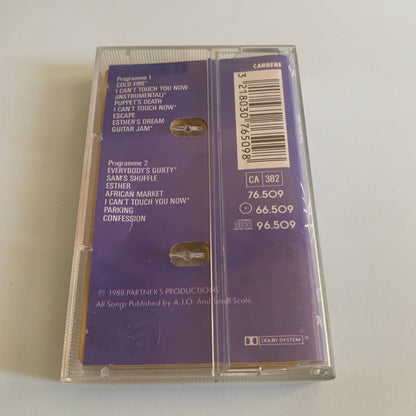 Programme 1
COLD FIRE*
I CAN'T TOUCH YOU NOW
(INSTRUMENTAL)*
PUPPET'S DEATH
I CAN'T TOUCH YOU NOW*
ESCAPE
ESTHER'S DREAM
GUITAR JAM*
Programme 2
EVERYBODY'S GUILTY*
SAM'S SHUFFLE
ESTHER
AFRICAN MARKET
I CAN'T TOUCH YOU NOW*
PARKING
CONFESSION
℗ 1988 PARTNER'S PRODUCTIONS
All Songs Published by A.J.O. And Small Scale.
CARRERE
3 218030 765098
CA 382
76.509
66.509
96.509
DOLBY SYSTEM